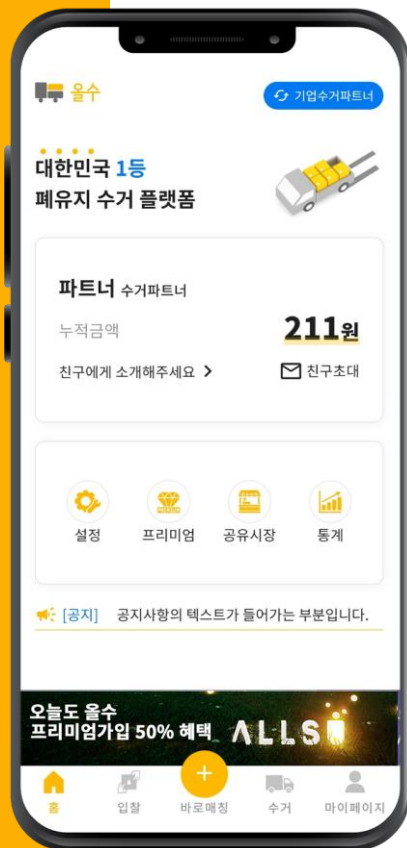 올수
기업수거파트너
대한민국 1등
폐유지 수거 플랫폼
파트너 수거파트너
누적금액 211원
친구에게 소개해주세요 > 친구초대
설정 프리미엄 공유시장 통계
[공지] 공지사항의 텍스트가 들어가는 부분입니다.
오늘도 올수
프리미엄가입 50% 혜택
ALLS
홈 입찰 바로매칭 수거 마이페이지